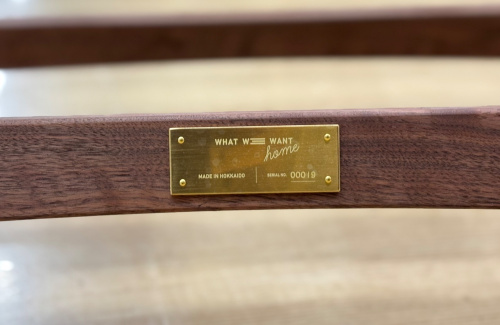 WHAT WE WANT
home
MADE IN HOKKAIDO
SERIAL NO. 00019